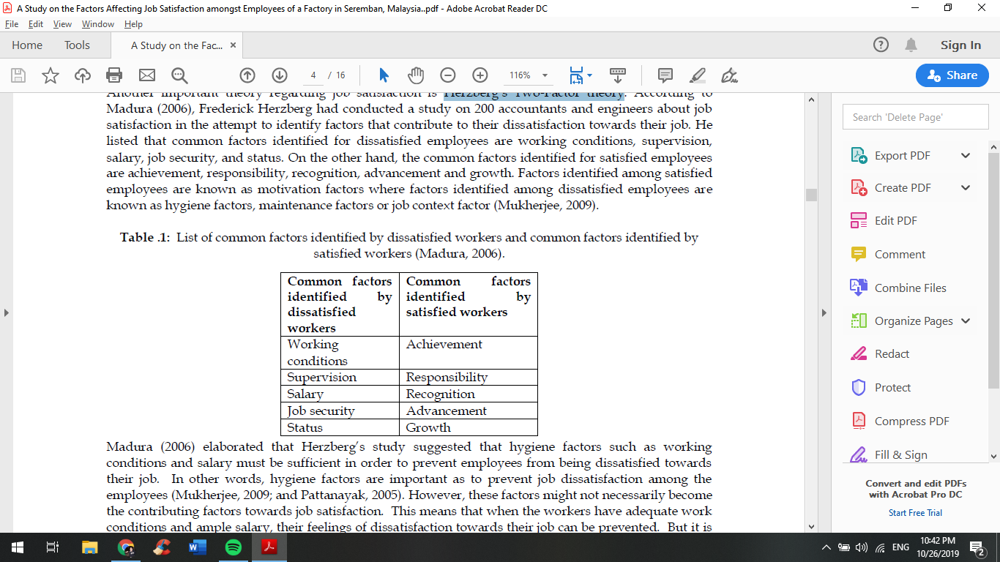 A Study on the Factors Affecting Job Satisfaction amongst Employees of a Factory in Seremban, Malaysia..pdf - Adobe Acrobat Reader DC
File Edit View Window Help
Home Tools A Study on the Fac... × Sign In
4 / 16 116% Share
Another important theory regarding job satisfaction is Herzberg's Two-Factor theory. According to
Madura (2006), Frederick Herzberg had conducted a study on 200 accountants and engineers about job
satisfaction in the attempt to identify factors that contribute to their dissatisfaction towards their job. He
listed that common factors identified for dissatisfied employees are working conditions, supervision,
salary, job security, and status. On the other hand, the common factors identified for satisfied employees
are achievement, responsibility, recognition, advancement and growth. Factors identified among satisfied
employees are known as motivation factors where factors identified among dissatisfied employees are
known as hygiene factors, maintenance factors or job context factor (Mukherjee, 2009).
Table .1: List of common factors identified by dissatisfied workers and common factors identified by
satisfied workers (Madura, 2006).
Common factors
identified by
dissatisfied
workers
Common factors
identified by
satisfied workers
Working
conditions
Achievement
Supervision Responsibility
Salary Recognition
Job security Advancement
Status Growth
Madura (2006) elaborated that Herzberg's study suggested that hygiene factors such as working
conditions and salary must be sufficient in order to prevent employees from being dissatisfied towards
their job. In other words, hygiene factors are important as to prevent job dissatisfaction among the
employees (Mukherjee, 2009; and Pattanayak, 2005). However, these factors might not necessarily become
the contributing factors towards job satisfaction. This means that when the workers have adequate work
conditions and ample salary, their feelings of dissatisfaction towards their job can be prevented. But it is
Search 'Delete Page'
Export PDF
Create PDF
Edit PDF
Comment
Combine Files
Organize Pages
Redact
Protect
Compress PDF
Fill & Sign
Convert and edit PDFs
with Acrobat Pro DC
Start Free Trial
ENG
10:42 PM
10/26/2019
2